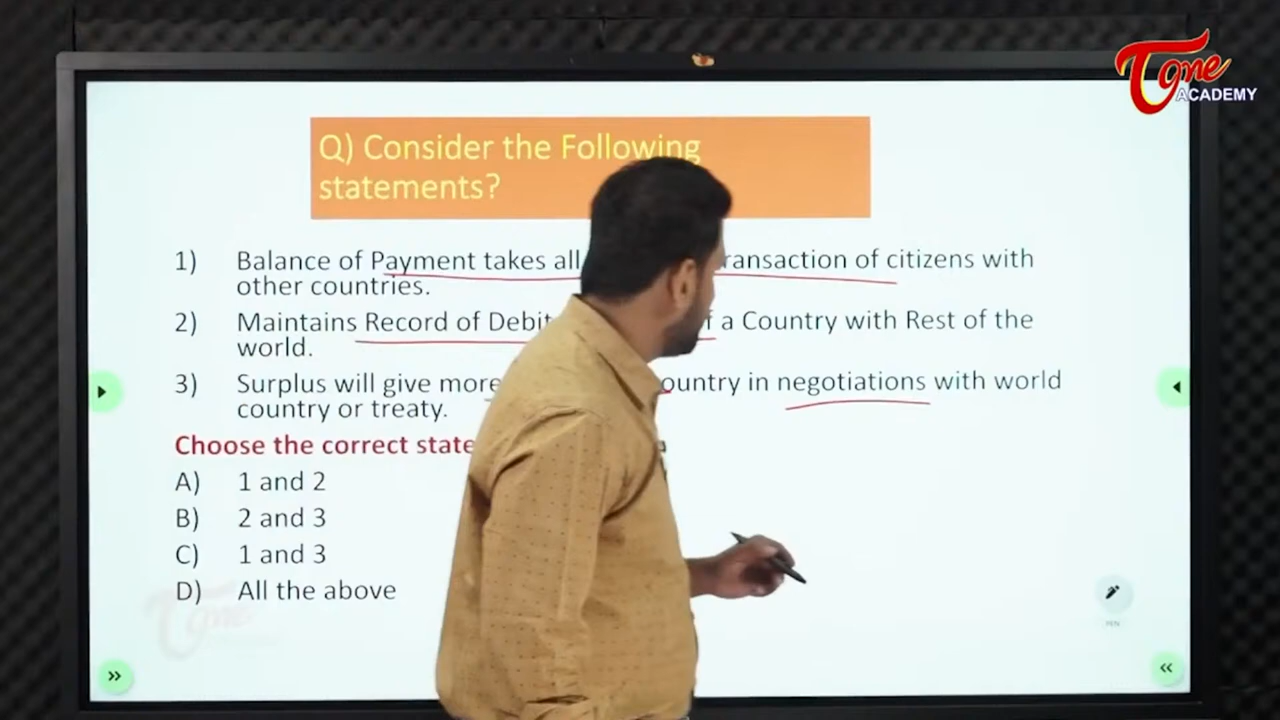 Tone
ACADEMY
Q) Consider the Following
statements?
1) Balance of Payment takes all ransaction of citizens with
other countries.
2) Maintains Record of Debit a Country with Rest of the
world.
3) Surplus will give more ountry in negotiations with world
country or treaty.
Choose the correct state
A) 1 and 2
B) 2 and 3
C) 1 and 3
D) All the above
Tone
PEN